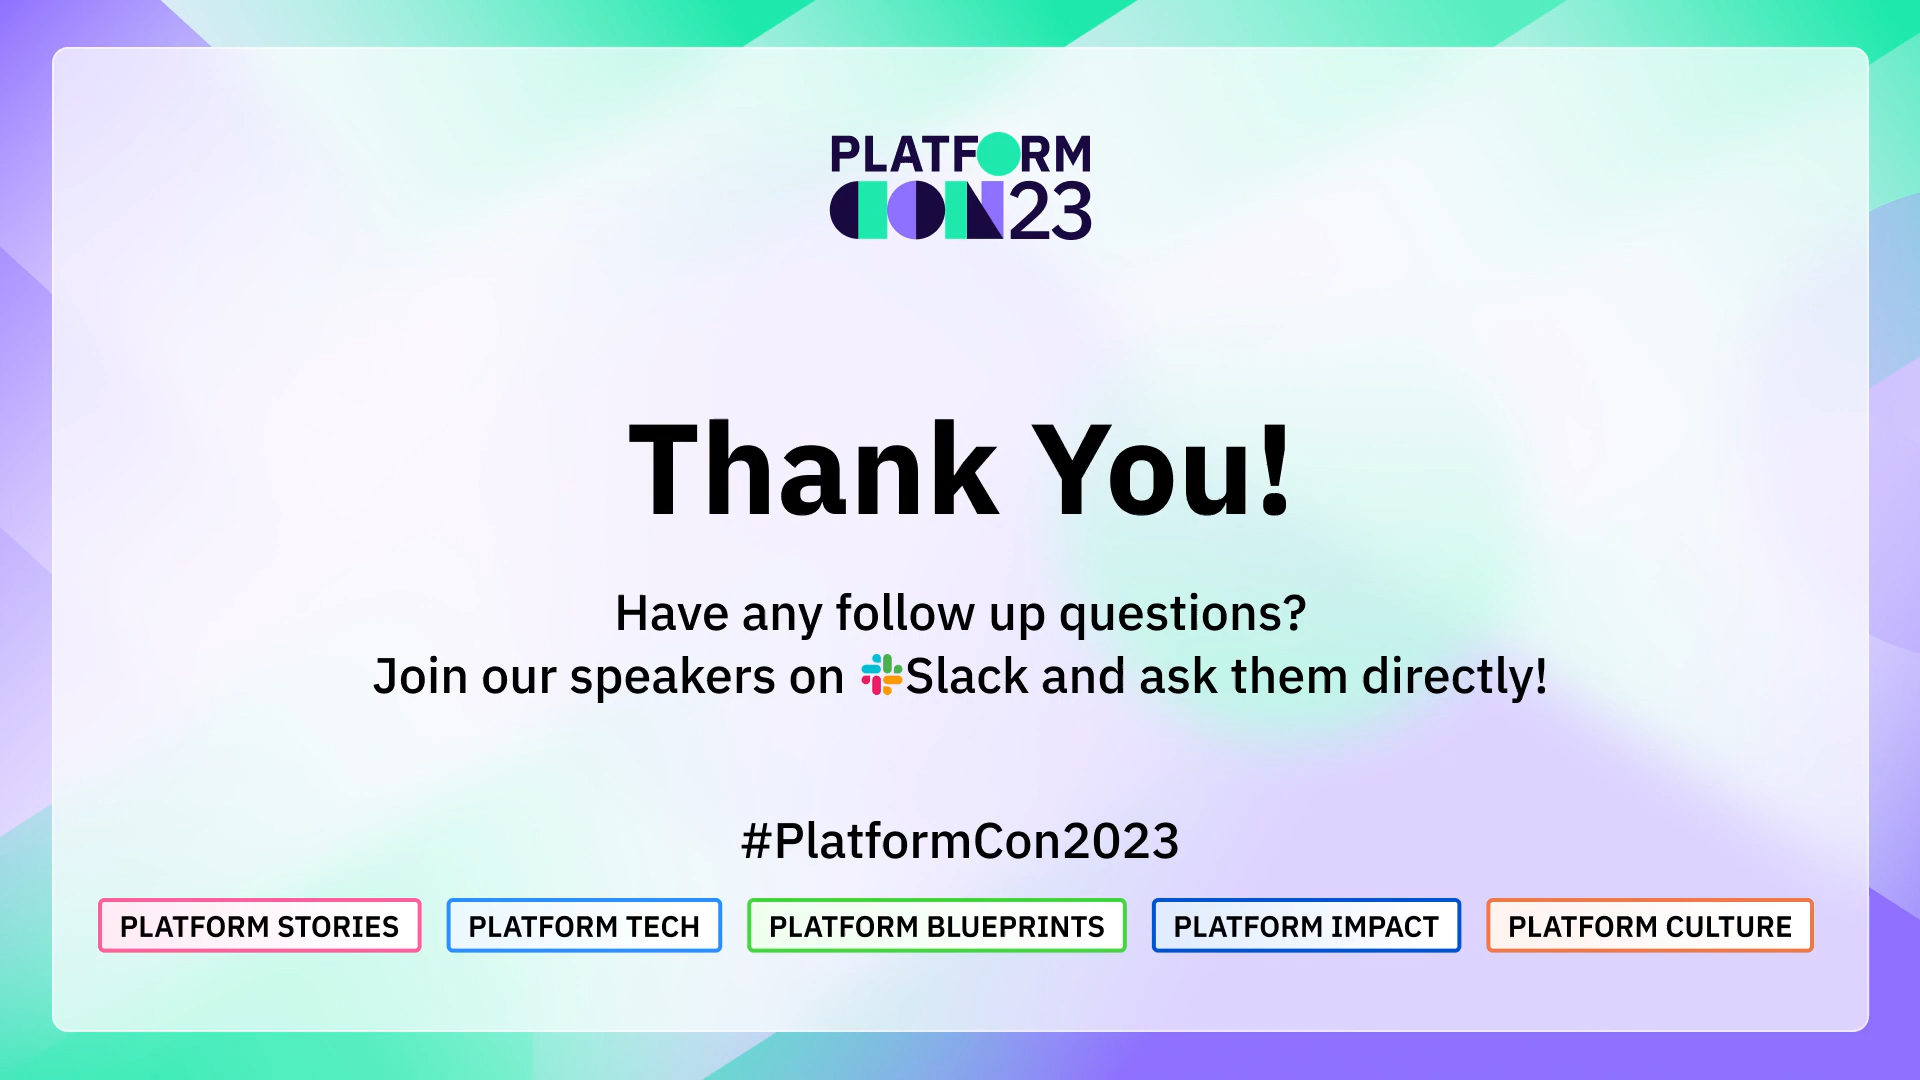 PLATFORM
CON23
Thank You!
Have any follow up questions?
Join our speakers on Slack and ask them directly!
#PlatformCon2023
PLATFORM STORIES
PLATFORM TECH
PLATFORM BLUEPRINTS
PLATFORM IMPACT
PLATFORM CULTURE